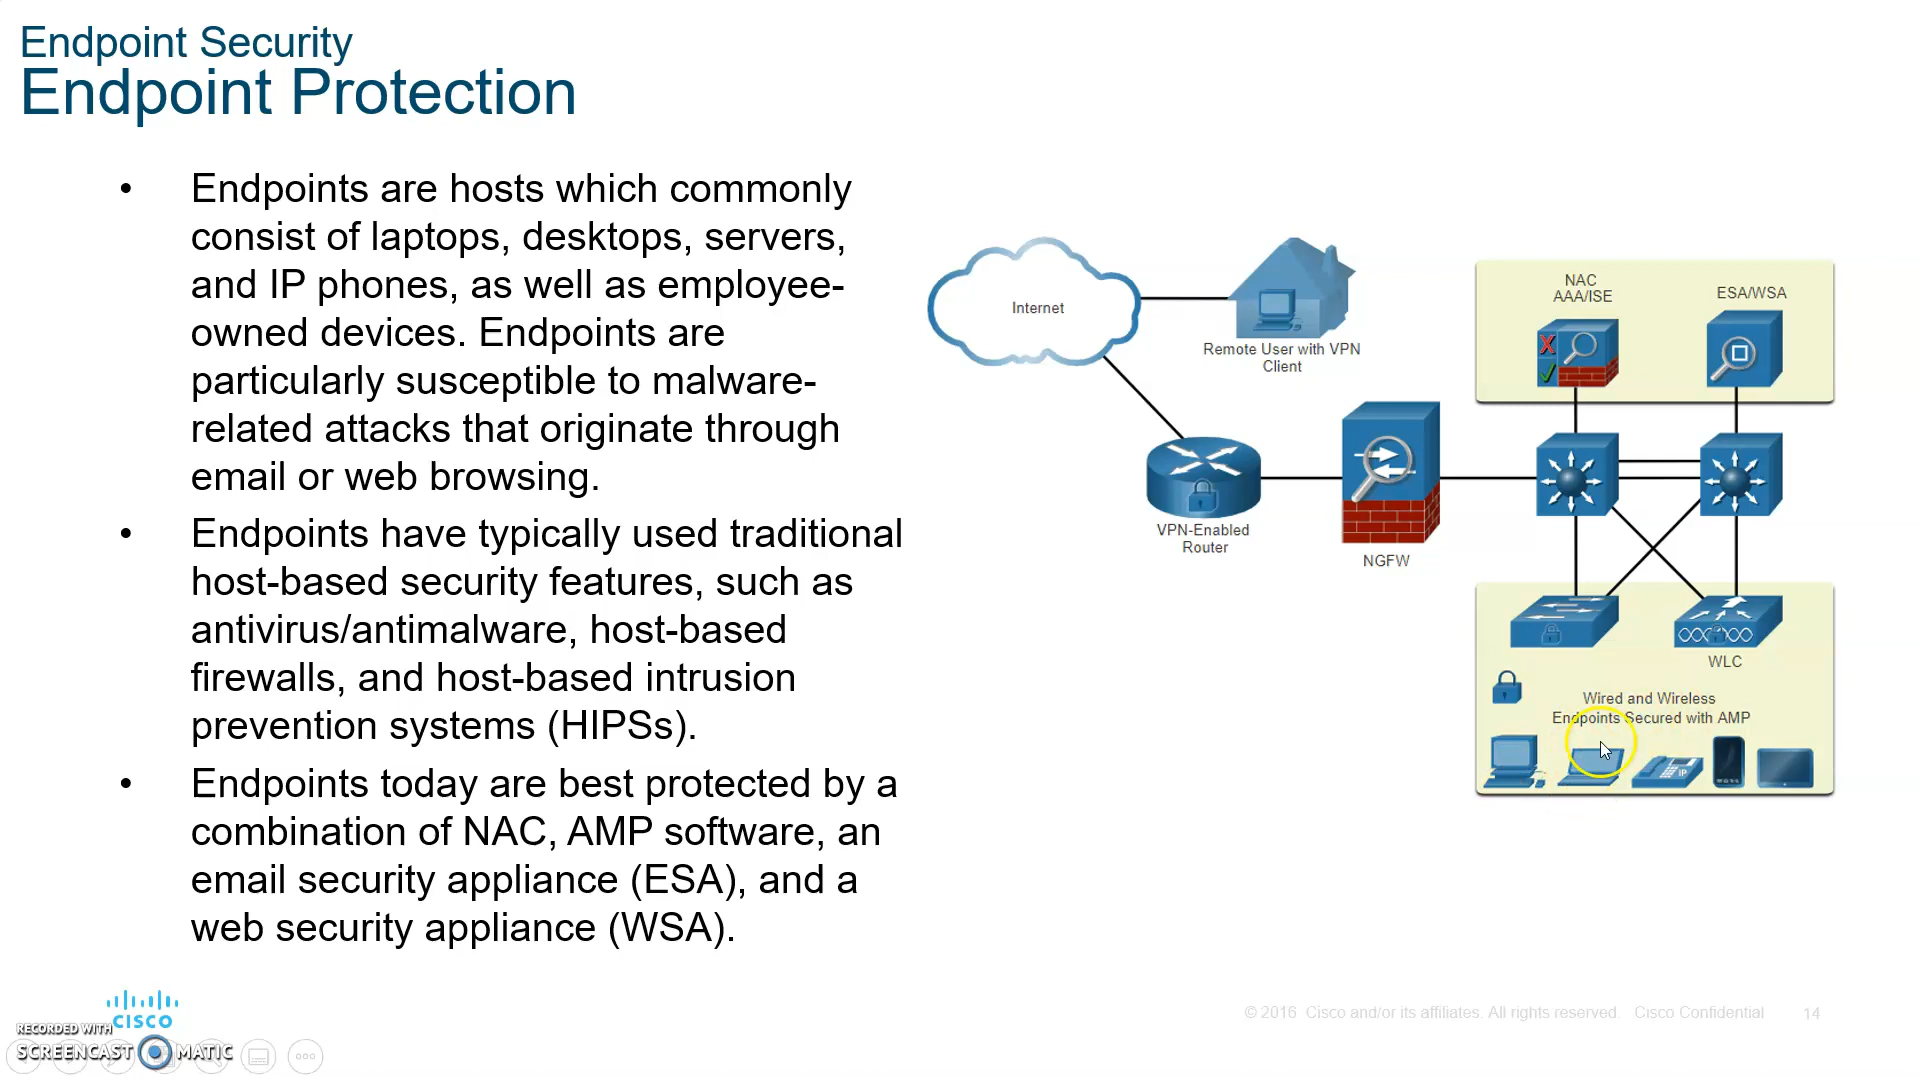 Endpoint Security
Endpoint Protection
• Endpoints are hosts which commonly
consist of laptops, desktops, servers,
and IP phones, as well as employee-
owned devices. Endpoints are
particularly susceptible to malware-
related attacks that originate through
email or web browsing.
• Endpoints have typically used traditional
host-based security features, such as
antivirus/antimalware, host-based
firewalls, and host-based intrusion
prevention systems (HIPSs).
• Endpoints today are best protected by a
combination of NAC, AMP software, an
email security appliance (ESA), and a
web security appliance (WSA).
Internet
Remote User with VPN
Client
VPN-Enabled
Router
NGFW
NAC
AAA/ISE
ESA/WSA
WLC
Wired and Wireless
Endpoints Secured with AMP
IP
CISCO
RECORDED WITH
SCREENCAST MATIC
© 2016 Cisco and/or its affiliates. All rights reserved. Cisco Confidential
14